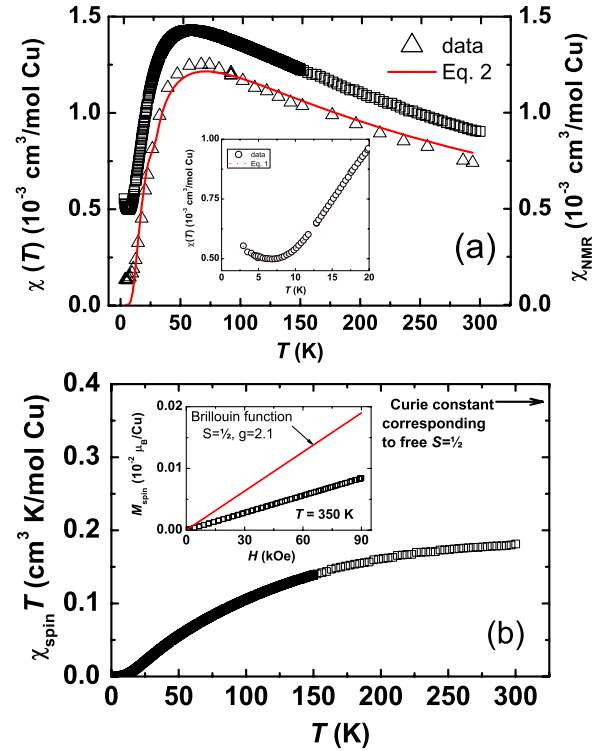 1.5
1.0
0.5
0.0
χ (T) (10⁻³ cm³/mol Cu)
0 50 100 150 200 250 300
T (K)
1.5
1.0
0.5
0.0
χNMR (10⁻³ cm³/mol Cu)
data
Eq. 2
(a)
1.00
0.75
0.50
χ(T) (10⁻³ cm³/mol Cu)
data
Eq. 1
0 5 10 15 20
T (K)
0.4
0.3
0.2
0.1
0.0
χspin T (cm³ K/mol Cu)
0 50 100 150 200 250 300
T (K)
Curie constant
corresponding
to free S=½
(b)
0.02
0.01
0.00
Mspin (10⁻² μB/Cu)
Brillouin function
S=½, g=2.1
T = 350 K
0 30 60 90
H (kOe)